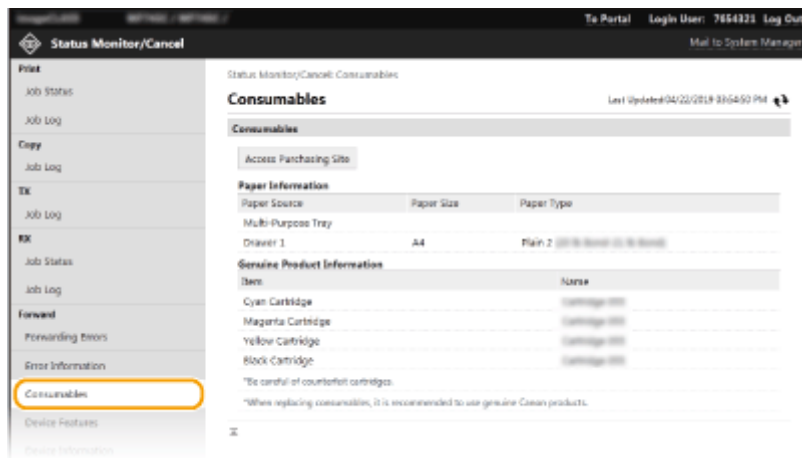 To Portal Login User: 7654321 Log Out
Status Monitor/Cancel
Mail to System Manager
Print
Job Status
Job Log
Copy
Job Log
TX
Job Log
RX
Job Status
Job Log
Forward
Forwarding Errors
Error Information
Consumables
Device Features
Device Information
Status Monitor/Cancel: Consumables
Consumables
Last Updated:04/22/2019 03:54:50 PM
Consumables
Access Purchasing Site
Paper Information
Paper Source Paper Size Paper Type
Multi-Purpose Tray
Drawer 1 A4 Plain 2
Genuine Product Information
Item Name
Cyan Cartridge
Magenta Cartridge
Yellow Cartridge
Black Cartridge
*Be careful of counterfeit cartridges.
*When replacing consumables, it is recommended to use genuine Canon products.